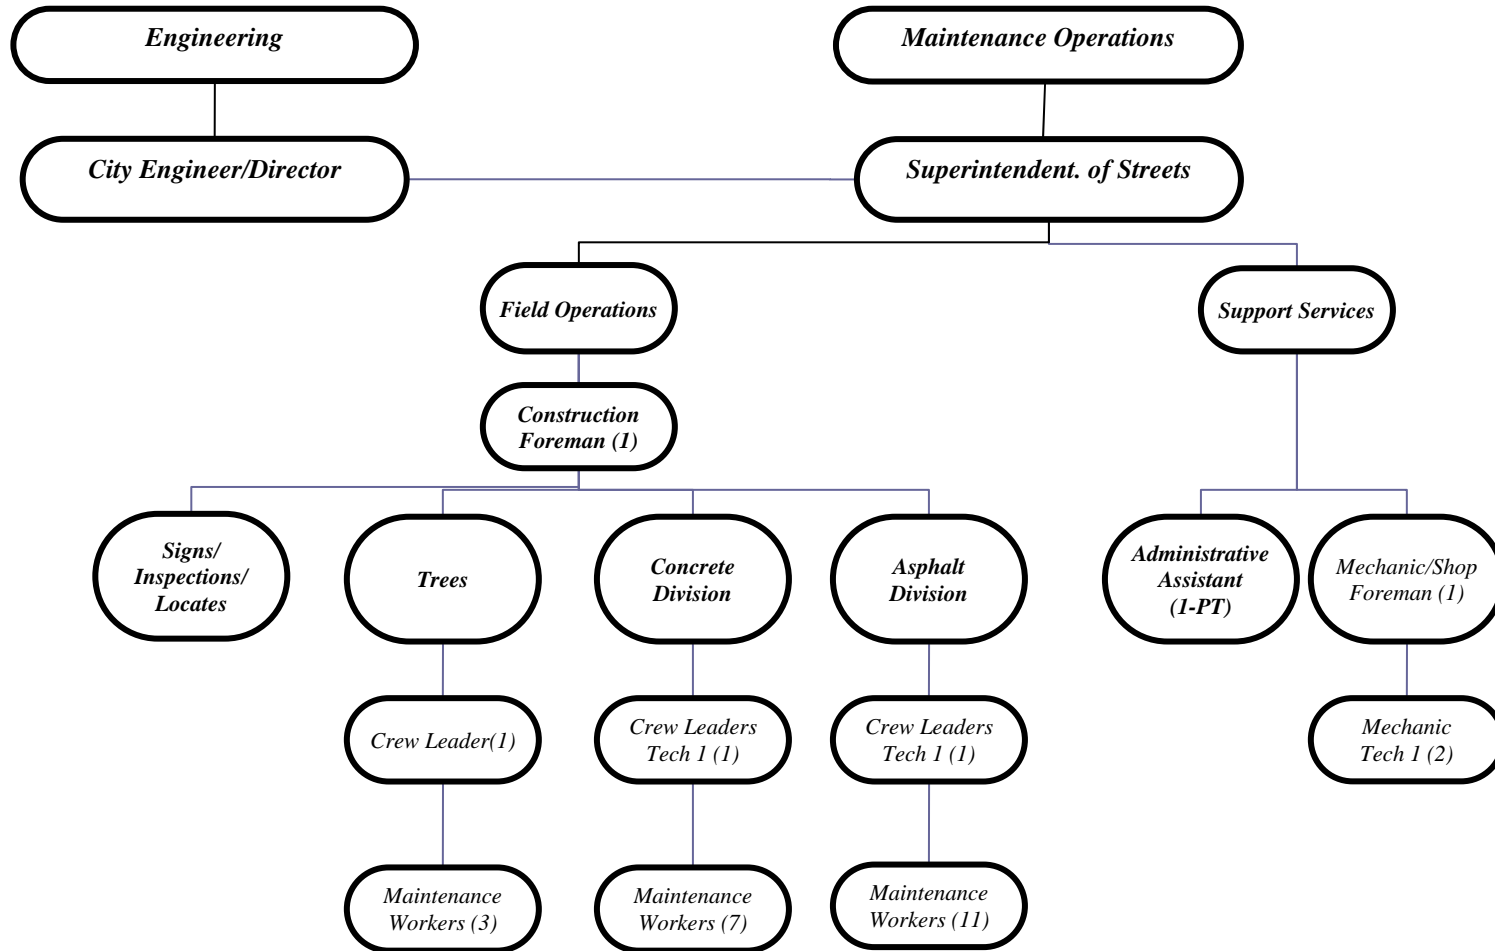 Engineering
Maintenance Operations
City Engineer/Director
Superintendent. of Streets
Field Operations
Support Services
Construction
Foreman (1)
Signs/
Inspections/
Locates
Trees
Concrete
Division
Asphalt
Division
Administrative
Assistant
(1-PT)
Mechanic/Shop
Foreman (1)
Crew Leader(1)
Crew Leaders
Tech 1 (1)
Crew Leaders
Tech 1 (1)
Mechanic
Tech 1 (2)
Maintenance
Workers (3)
Maintenance
Workers (7)
Maintenance
Workers (11)